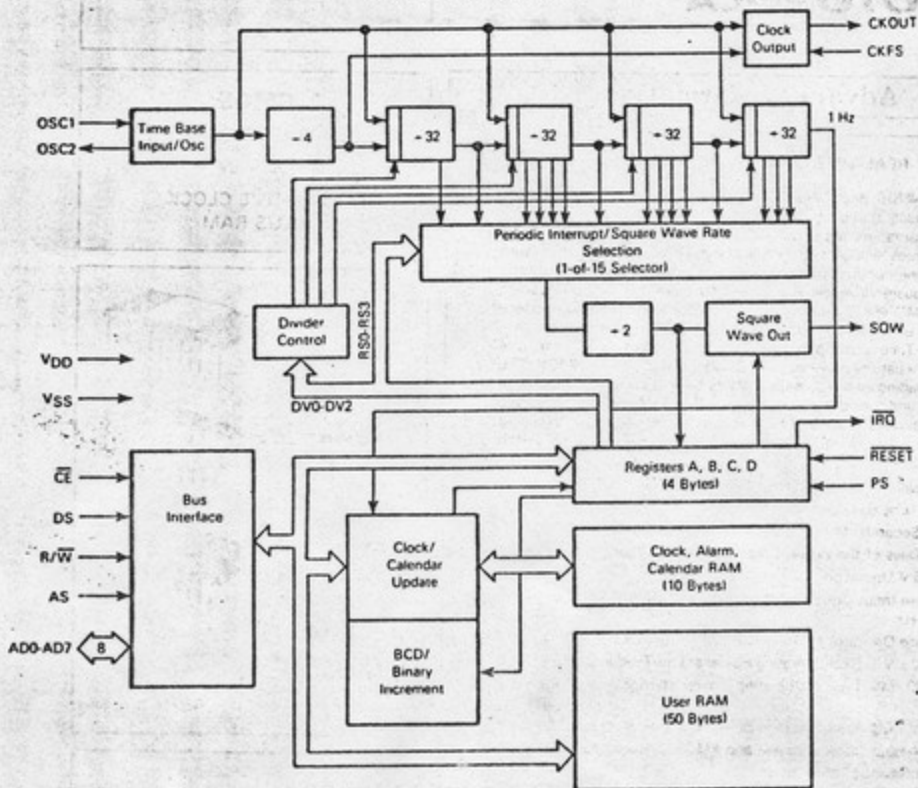 CKOUT
Clock
Output
CKFS
OSC1
OSC2
Time Base
Input/Osc
÷ 4
÷ 32
÷ 32
÷ 32
÷ 32
1 Hz
CLOCK
RAM
Periodic Interrupt/Square Wave Rate
Selection
(1-of-15 Selector)
Divider
Control
RS0-RS3
÷ 2
Square
Wave Out
SQW
VDD
VSS
DV0-DV2
IRQ
RESET
PS
Registers A, B, C, D
(4 Bytes)
CE
DS
R/W
AS
AD0-AD7
8
Bus
Interface
Clock/
Calendar
Update
BCD/
Binary
Increment
Clock, Alarm,
Calendar RAM
(10 Bytes)
User RAM
(50 Bytes)